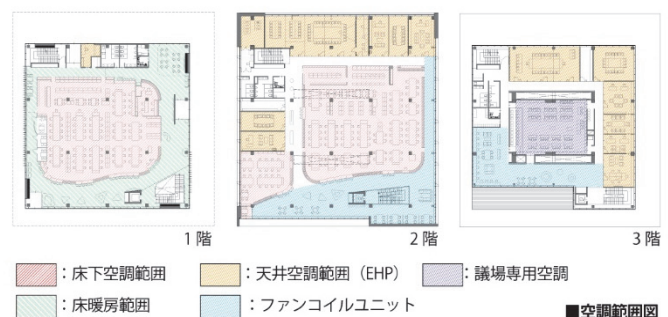 1階
2階
3階
：床下空調範囲
：天井空調範囲（EHP）
：議場専用空調
：床暖房範囲
：ファンコイルユニット
■空調範囲図